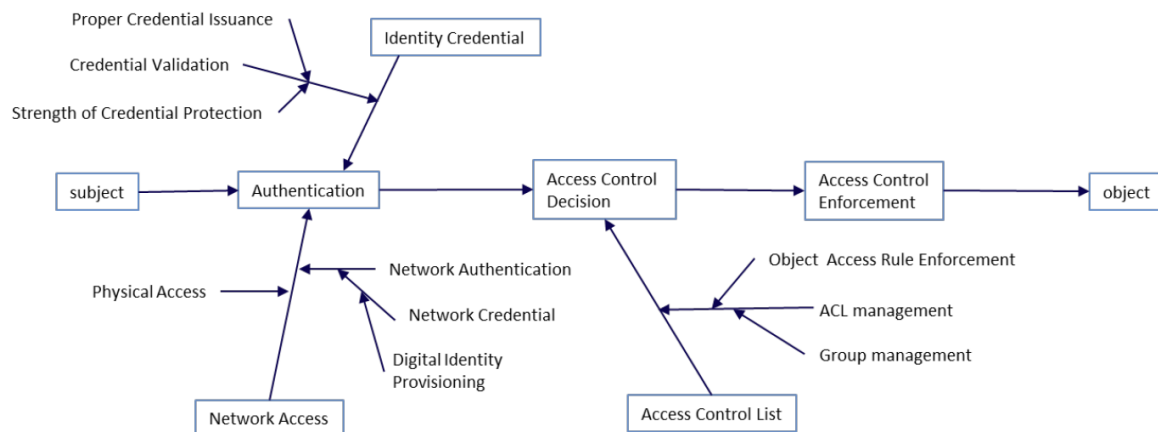 Proper Credential Issuance
Identity Credential
Credential Validation
Strength of Credential Protection
subject
Authentication
Access Control
Decision
Access Control
Enforcement
object
Network Authentication
Physical Access
Network Credential
Digital Identity
Provisioning
Network Access
Object  Access Rule Enforcement
ACL management
Group management
Access Control List